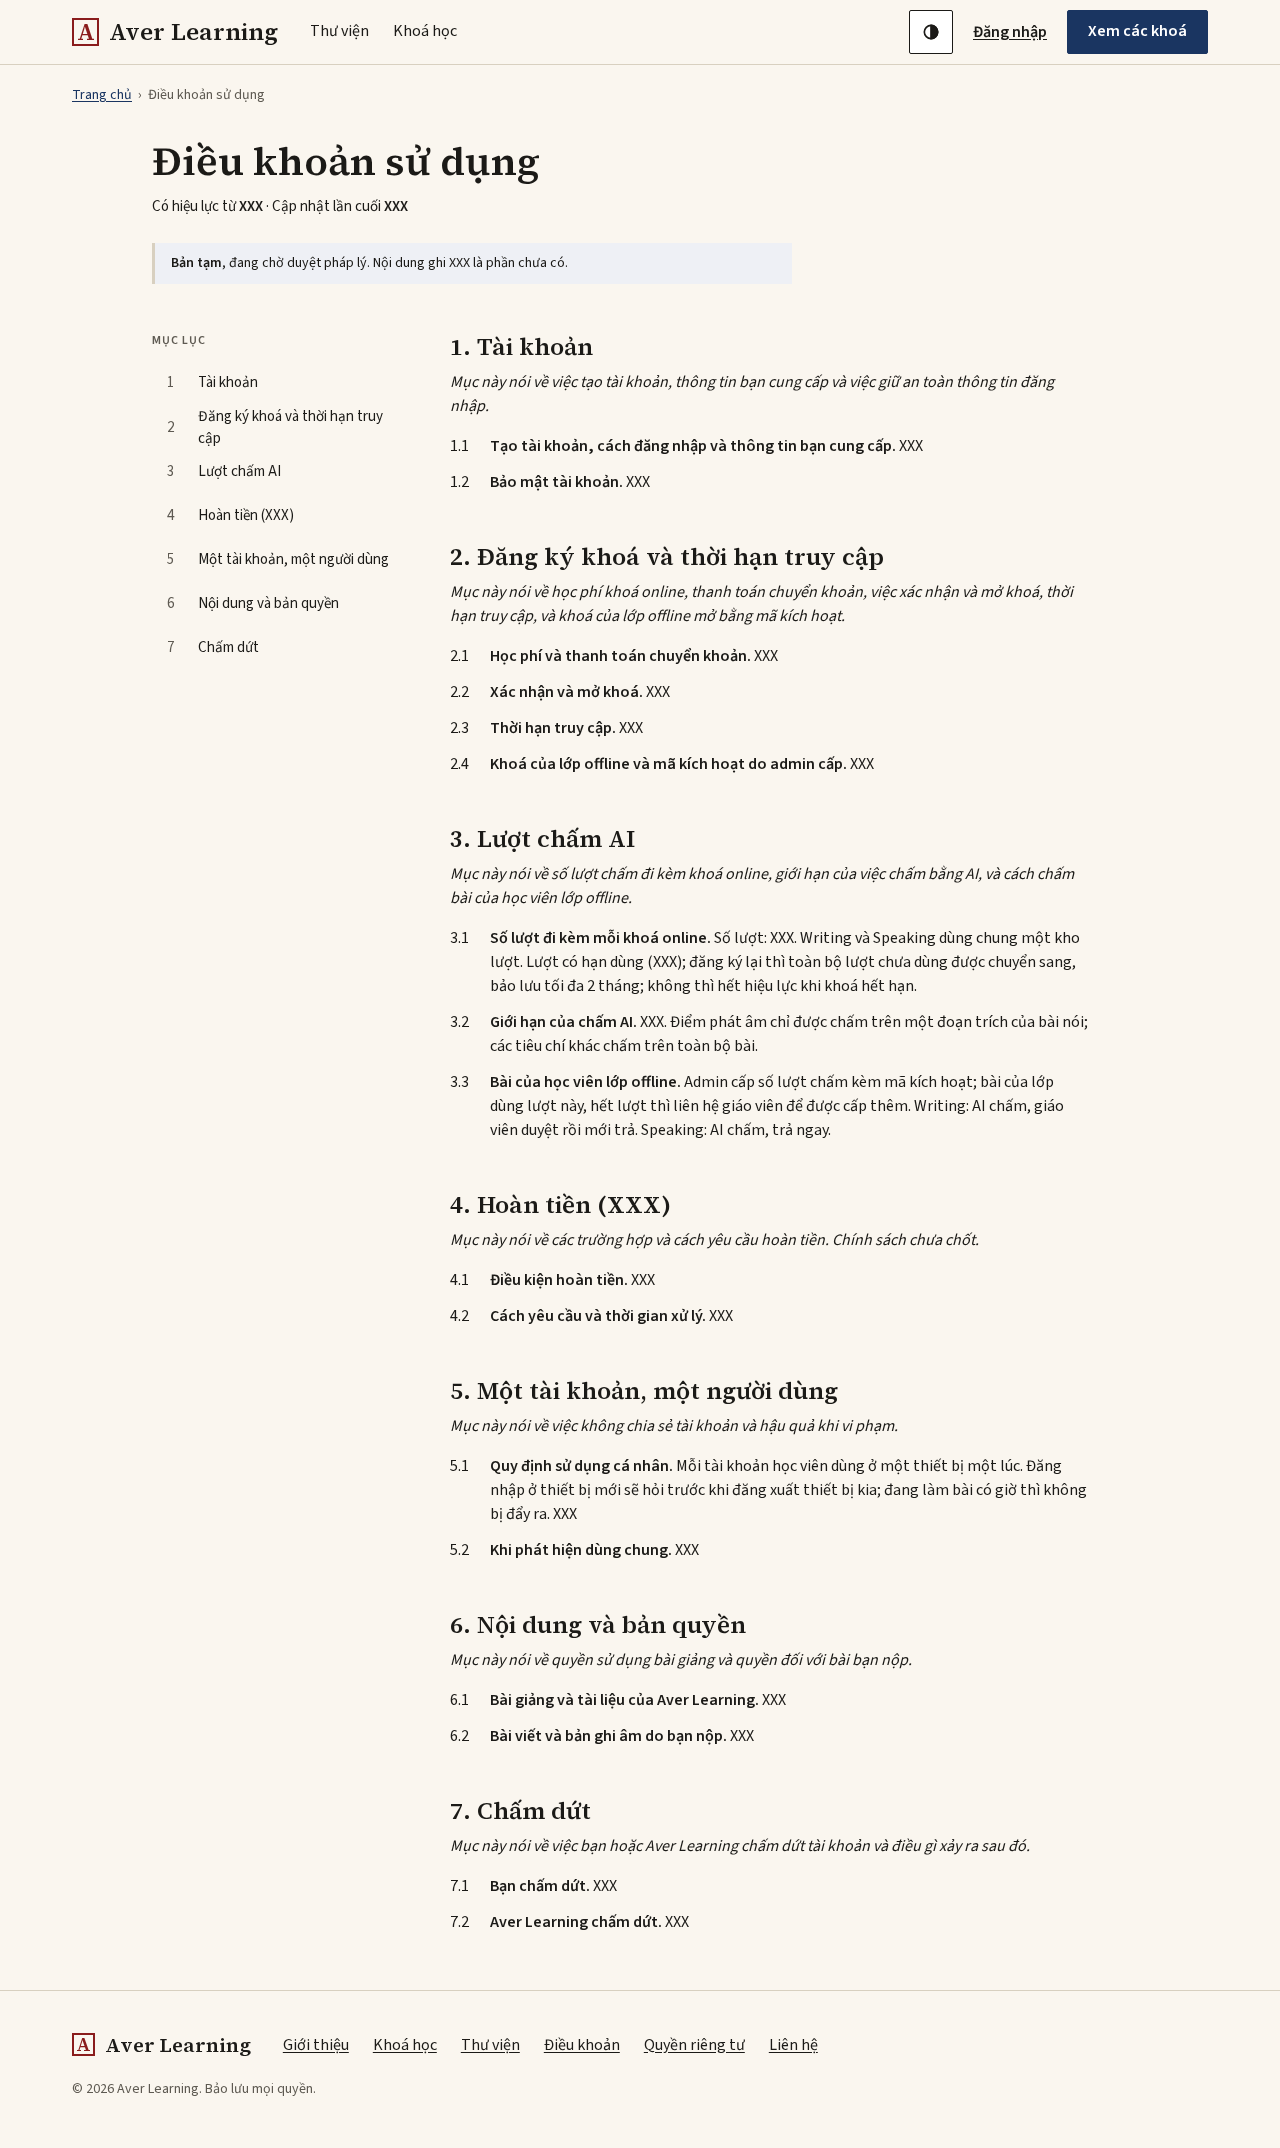 A Aver Learning
Thư viện
Khoá học
Đăng nhập
Xem các khoá
Trang chủ › Điều khoản sử dụng
Điều khoản sử dụng
Có hiệu lực từ XXX · Cập nhật lần cuối XXX
Bản tạm, đang chờ duyệt pháp lý. Nội dung ghi XXX là phần chưa có.
MỤC LỤC
1 Tài khoản
2 Đăng ký khoá và thời hạn truy
cập
3 Lượt chấm AI
4 Hoàn tiền (XXX)
5 Một tài khoản, một người dùng
6 Nội dung và bản quyền
7 Chấm dứt
1. Tài khoản
Mục này nói về việc tạo tài khoản, thông tin bạn cung cấp và việc giữ an toàn thông tin đăng
nhập.
1.1 Tạo tài khoản, cách đăng nhập và thông tin bạn cung cấp. XXX
1.2 Bảo mật tài khoản. XXX
2. Đăng ký khoá và thời hạn truy cập
Mục này nói về học phí khoá online, thanh toán chuyển khoản, việc xác nhận và mở khoá, thời
hạn truy cập, và khoá của lớp offline mở bằng mã kích hoạt.
2.1 Học phí và thanh toán chuyển khoản. XXX
2.2 Xác nhận và mở khoá. XXX
2.3 Thời hạn truy cập. XXX
2.4 Khoá của lớp offline và mã kích hoạt do admin cấp. XXX
3. Lượt chấm AI
Mục này nói về số lượt chấm đi kèm khoá online, giới hạn của việc chấm bằng AI, và cách chấm
bài của học viên lớp offline.
3.1 Số lượt đi kèm mỗi khoá online. Số lượt: XXX. Writing và Speaking dùng chung một kho
lượt. Lượt có hạn dùng (XXX); đăng ký lại thì toàn bộ lượt chưa dùng được chuyển sang,
bảo lưu tối đa 2 tháng; không thì hết hiệu lực khi khoá hết hạn.
3.2 Giới hạn của chấm AI. XXX. Điểm phát âm chỉ được chấm trên một đoạn trích của bài nói;
các tiêu chí khác chấm trên toàn bộ bài.
3.3 Bài của học viên lớp offline. Admin cấp số lượt chấm kèm mã kích hoạt; bài của lớp
dùng lượt này, hết lượt thì liên hệ giáo viên để được cấp thêm. Writing: AI chấm, giáo
viên duyệt rồi mới trả. Speaking: AI chấm, trả ngay.
4. Hoàn tiền (XXX)
Mục này nói về các trường hợp và cách yêu cầu hoàn tiền. Chính sách chưa chốt.
4.1 Điều kiện hoàn tiền. XXX
4.2 Cách yêu cầu và thời gian xử lý. XXX
5. Một tài khoản, một người dùng
Mục này nói về việc không chia sẻ tài khoản và hậu quả khi vi phạm.
5.1 Quy định sử dụng cá nhân. Mỗi tài khoản học viên dùng ở một thiết bị một lúc. Đăng
nhập ở thiết bị mới sẽ hỏi trước khi đăng xuất thiết bị kia; đang làm bài có giờ thì không
bị đẩy ra. XXX
5.2 Khi phát hiện dùng chung. XXX
6. Nội dung và bản quyền
Mục này nói về quyền sử dụng bài giảng và quyền đối với bài bạn nộp.
6.1 Bài giảng và tài liệu của Aver Learning. XXX
6.2 Bài viết và bản ghi âm do bạn nộp. XXX
7. Chấm dứt
Mục này nói về việc bạn hoặc Aver Learning chấm dứt tài khoản và điều gì xảy ra sau đó.
7.1 Bạn chấm dứt. XXX
7.2 Aver Learning chấm dứt. XXX
A Aver Learning
Giới thiệu
Khoá học
Thư viện
Điều khoản
Quyền riêng tư
Liên hệ
© 2026 Aver Learning. Bảo lưu mọi quyền.